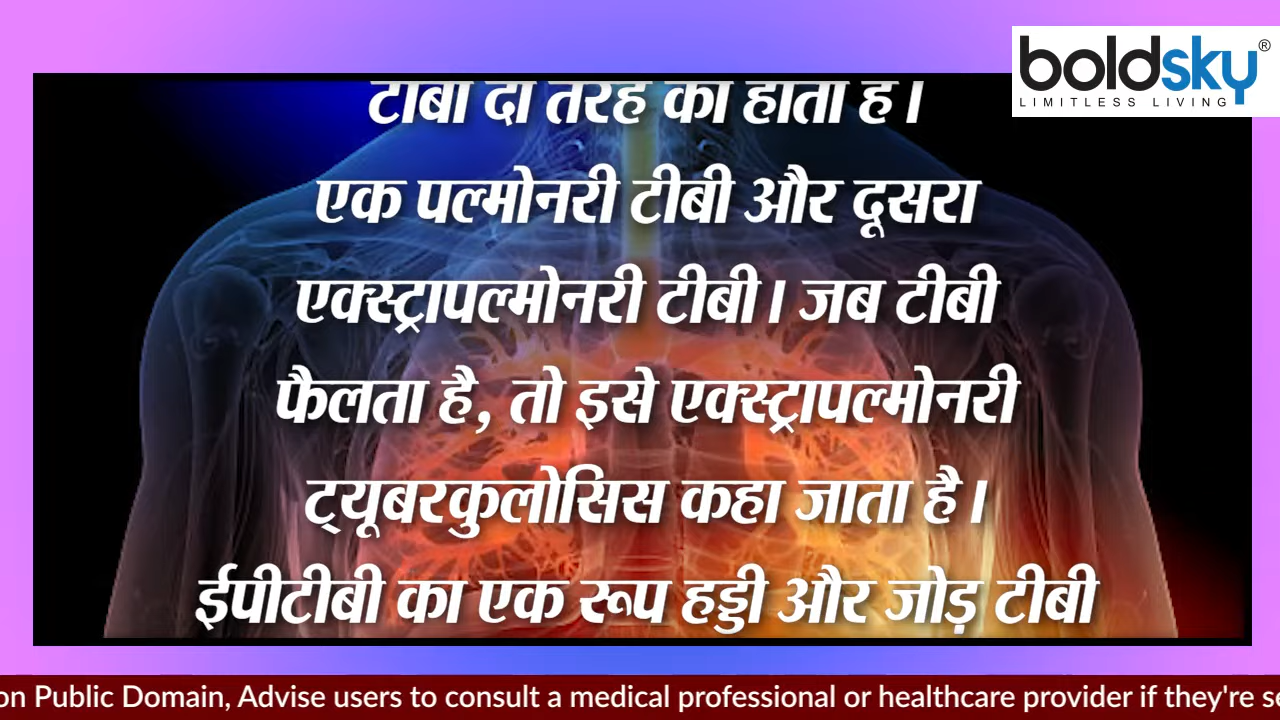 boldsky®
LIMITLESS LIVING
टीबी दो तरह का होता है।
एक पल्मोनरी टीबी और दूसरा
एक्स्ट्रापल्मोनरी टीबी। जब टीबी
फैलता है, तो इसे एक्स्ट्रापल्मोनरी
ट्यूबरकुलोसिस कहा जाता है।
ईपीटीबी का एक रूप हड्डी और जोड़ टीबी
on Public Domain, Advise users to consult a medical professional or healthcare provider if they're